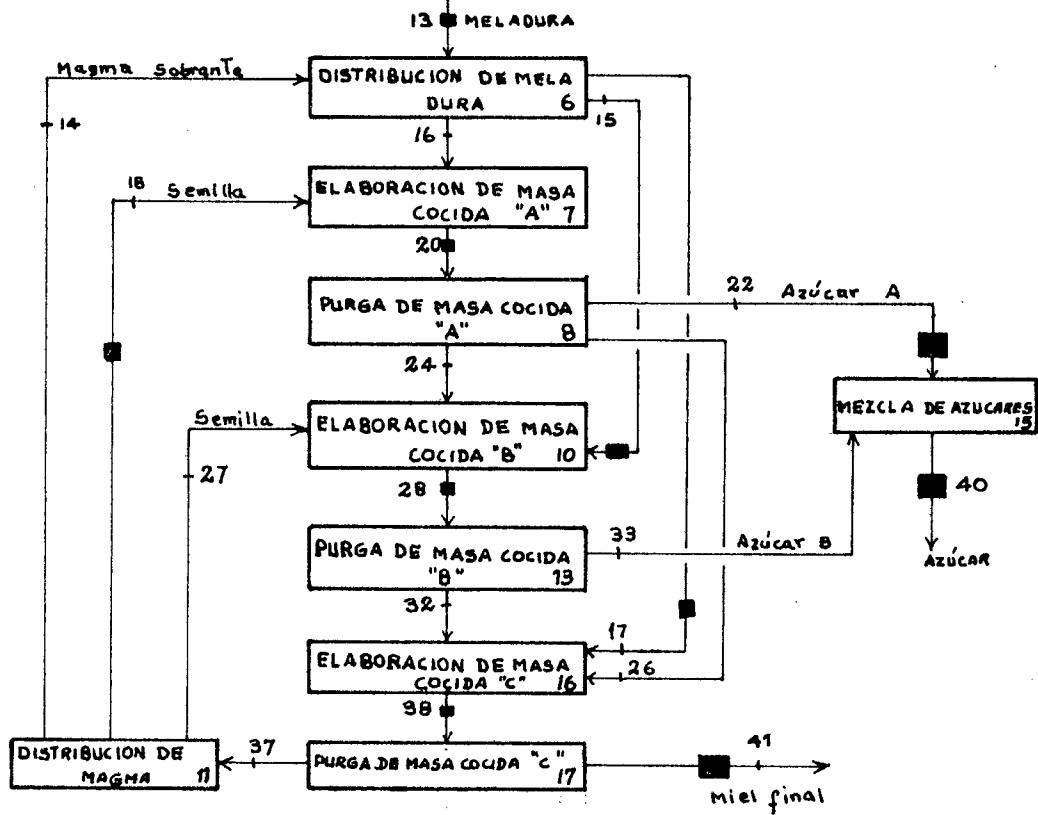 13 MELADURA
Magma Sobrante
DISTRIBUCION DE MELA
DURA 6
14
15
16
18 Semilla
ELABORACION DE MASA
COCIDA "A" 7
20
22 Azúcar A
PURGA DE MASA COCIDA
"A" 8
24
MEZCLA DE AZUCARES
15
Semilla
ELABORACION DE MASA
COCIDA "B" 10
27
28
40
33
Azúcar B
AZÚCAR
PURGA DE MASA COCIDA
"B" 13
32
17
ELABORACION DE MASA
COCIDA "C" 16
26
38
DISTRIBUCION DE
MAGMA 11
37
PURGA DE MASA COCIDA "C"
17
41
Miel final